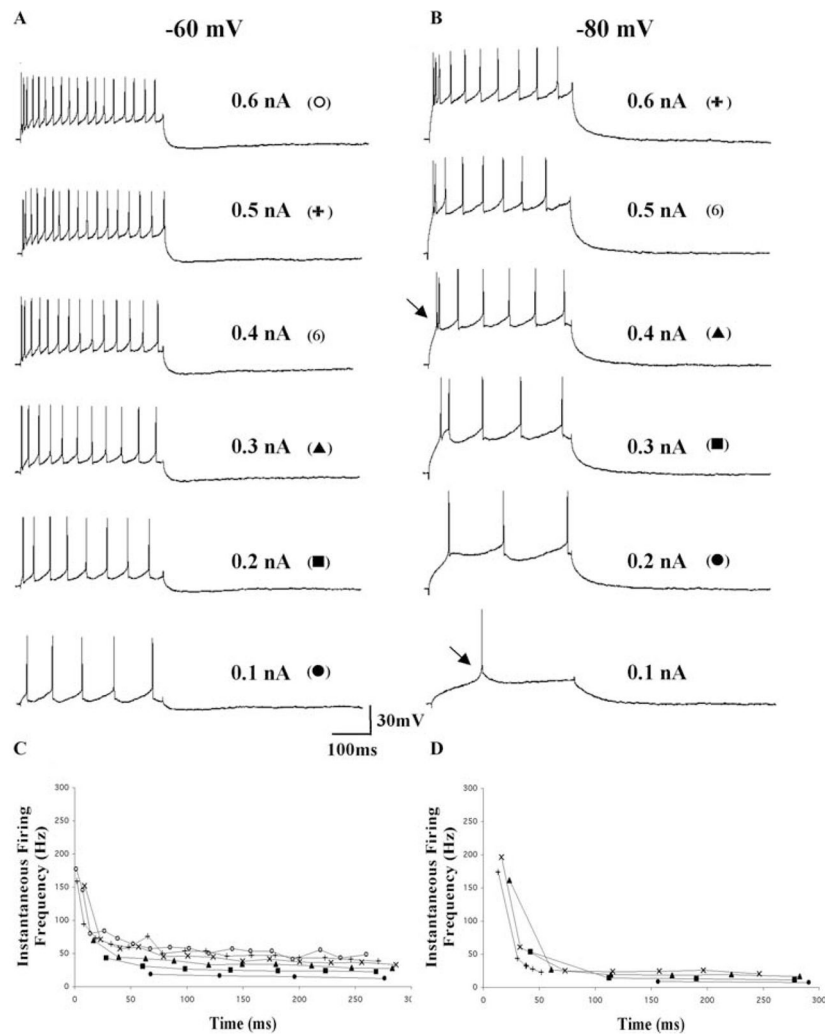 A
-60 mV
B
-80 mV
0.6 nA (○)
0.6 nA (+)
0.5 nA (+)
0.5 nA (6)
0.4 nA (6)
0.4 nA (▲)
0.3 nA (▲)
0.3 nA (■)
0.2 nA (■)
0.2 nA (●)
0.1 nA (●)
0.1 nA
30mV
100ms
C
D
Instantaneous Firing
Frequency (Hz)
300
250
200
150
100
50
0
0 50 100 150 200 250 300
Time (ms)
Instantaneous Firing
Frequency (Hz)
300
250
200
150
100
50
0
0 50 100 150 200 250 300
Time (ms)